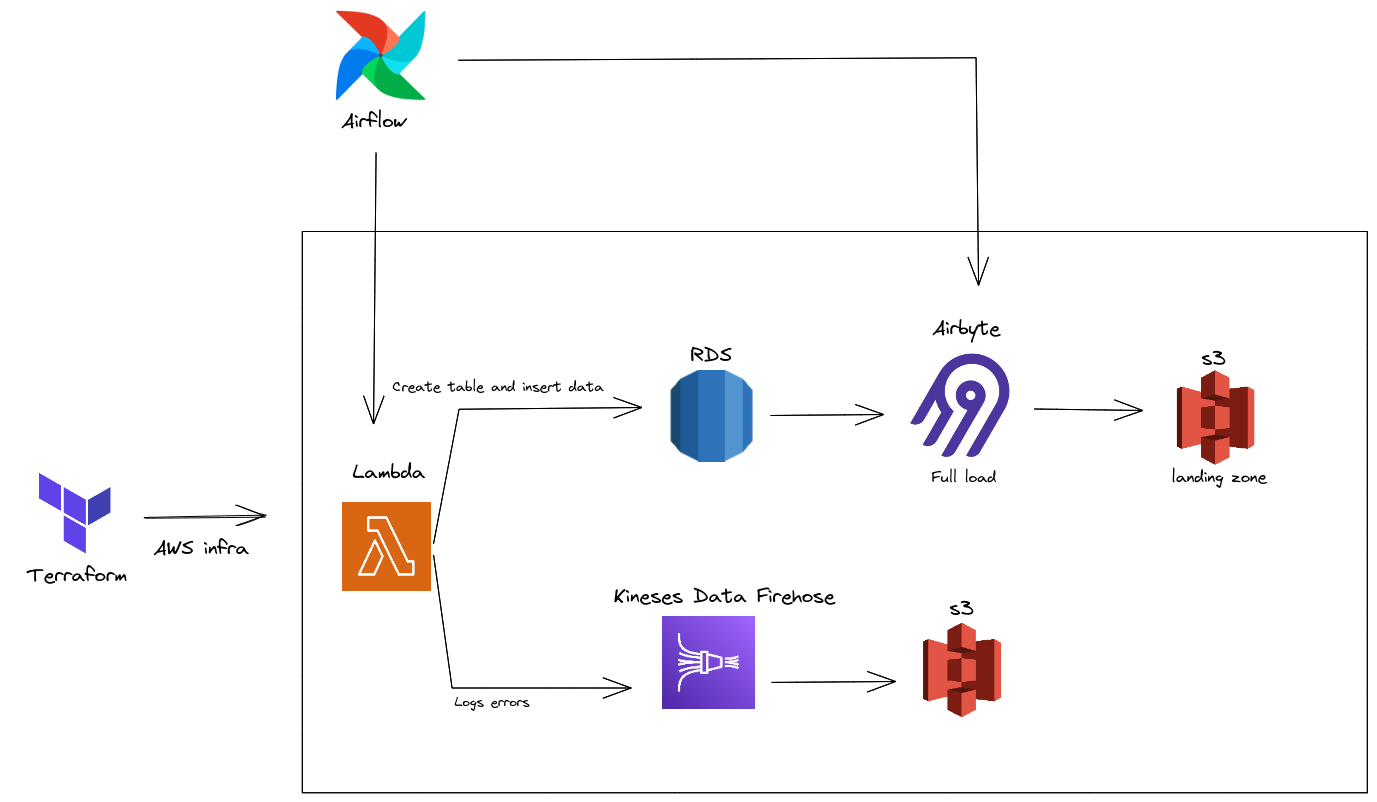 Airflow
Airbyte
RDS
s3
Create table and insert data
Lambda
Full load
landing zone
AWS infra
Terraform
Kineses Data Firehose
s3
Logs errors